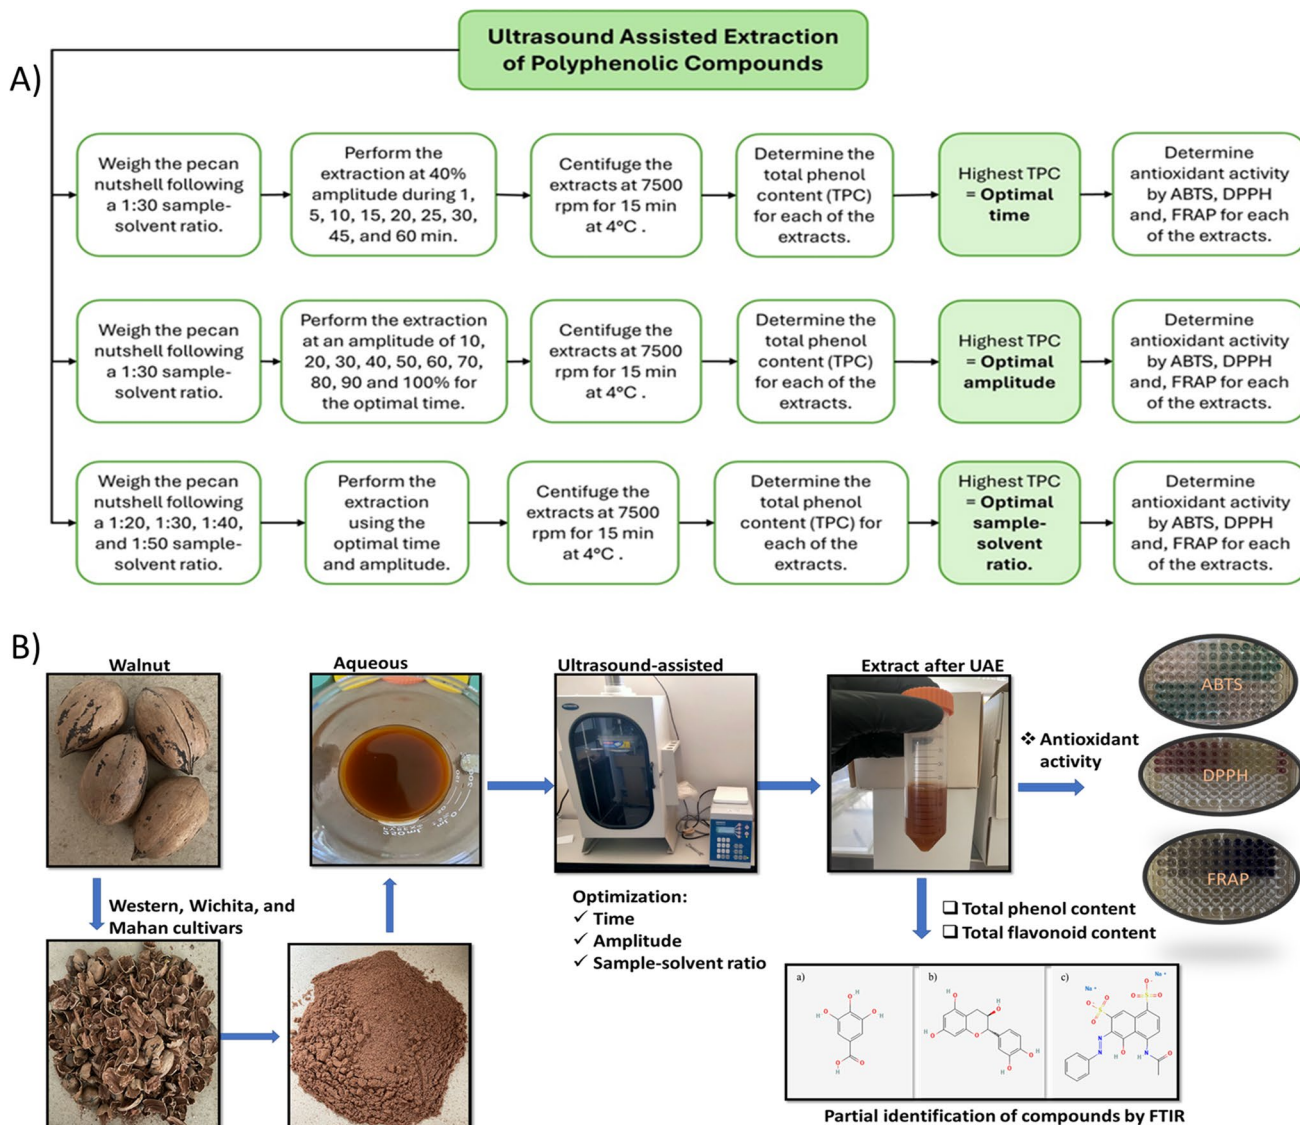 A)
Ultrasound Assisted Extraction
of Polyphenolic Compounds
Weigh the pecan
nutshell following
a 1:30 sample-
solvent ratio.
Perform the
extraction at 40%
amplitude during 1,
5, 10, 15, 20, 25, 30,
45, and 60 min.
Centifuge the
extracts at 7500
rpm for 15 min
at 4°C .
Determine the
total phenol
content (TPC)
for each of the
extracts.
Highest TPC
= Optimal
time
Determine
antioxidant activity
by ABTS, DPPH
and, FRAP for each
of the extracts.
Weigh the pecan
nutshell following
a 1:30 sample-
solvent ratio.
Perform the extraction
at an amplitude of 10,
20, 30, 40, 50, 60, 70,
80, 90 and 100% for
the optimal time.
Centifuge the
extracts at 7500
rpm for 15 min
at 4°C .
Determine the
total phenol
content (TPC)
for each of the
extracts.
Highest TPC
= Optimal
amplitude
Determine
antioxidant activity
by ABTS, DPPH
and, FRAP for each
of the extracts.
Weigh the pecan
nutshell following
a 1:20, 1:30, 1:40,
and 1:50 sample-
solvent ratio.
Perform the
extraction
using the
optimal time
and amplitude.
Centifuge the
extracts at 7500
rpm for 15 min
at 4°C .
Determine the
total phenol
content (TPC) for
each of the
extracts.
Highest TPC
= Optimal
sample-
solvent
ratio.
Determine
antioxidant activity
by ABTS, DPPH
and, FRAP for each
of the extracts.
B)
Walnut
Aqueous
Ultrasound-assisted
Extract after UAE
ABTS
❖ Antioxidant
activity
DPPH
FRAP
Western, Wichita, and
Mahan cultivars
Optimization:
✓ Time
✓ Amplitude
✓ Sample-solvent ratio
❑ Total phenol content
❑ Total flavonoid content
a)
b)
c)
Partial identification of compounds by FTIR